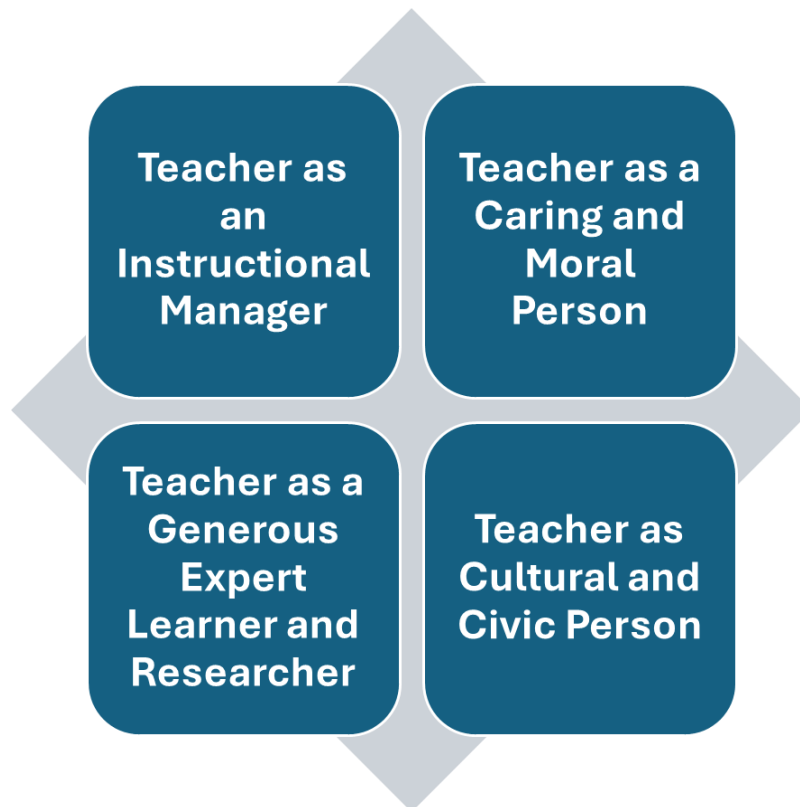 Teacher as
an
Instructional
Manager
Teacher as a
Caring and
Moral
Person
Teacher as a
Generous
Expert
Learner and
Researcher
Teacher as
Cultural and
Civic Person